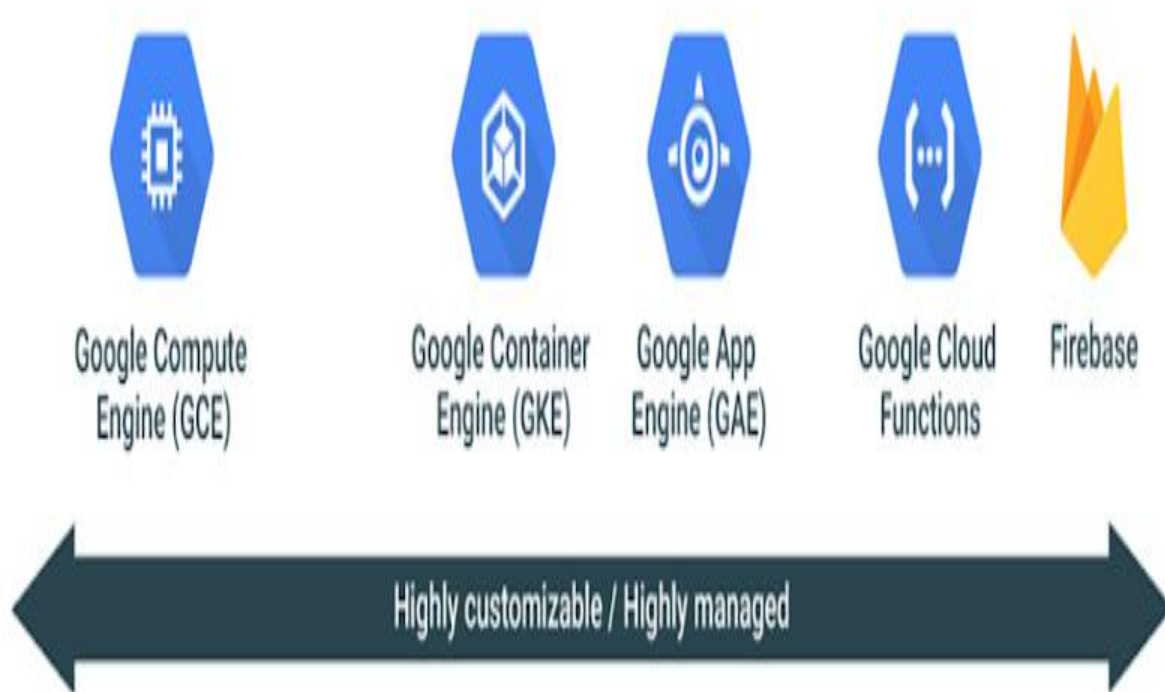 Google Compute
Engine (GCE)
Google Container
Engine (GKE)
Google App
Engine (GAE)
Google Cloud
Functions
Firebase
Highly customizable / Highly managed